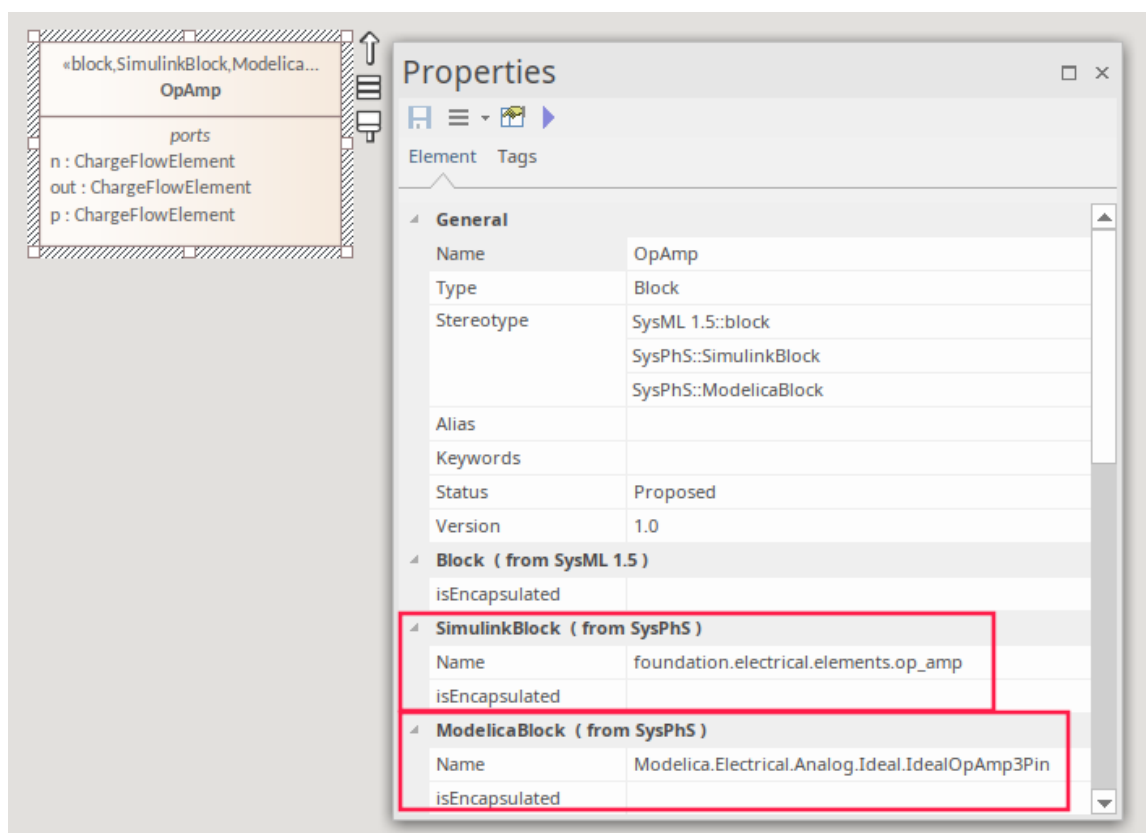 «block,SimulinkBlock,Modelica...
OpAmp
ports
n : ChargeFlowElement
out : ChargeFlowElement
p : ChargeFlowElement
Properties
Element Tags
General
Name OpAmp
Type Block
Stereotype SysML 1.5::block
SysPhS::SimulinkBlock
SysPhS::ModelicaBlock
Alias
Keywords
Status Proposed
Version 1.0
Block ( from SysML 1.5 )
isEncapsulated
SimulinkBlock ( from SysPhS )
Name foundation.electrical.elements.op_amp
isEncapsulated
ModelicaBlock ( from SysPhS )
Name Modelica.Electrical.Analog.Ideal.IdealOpAmp3Pin
isEncapsulated